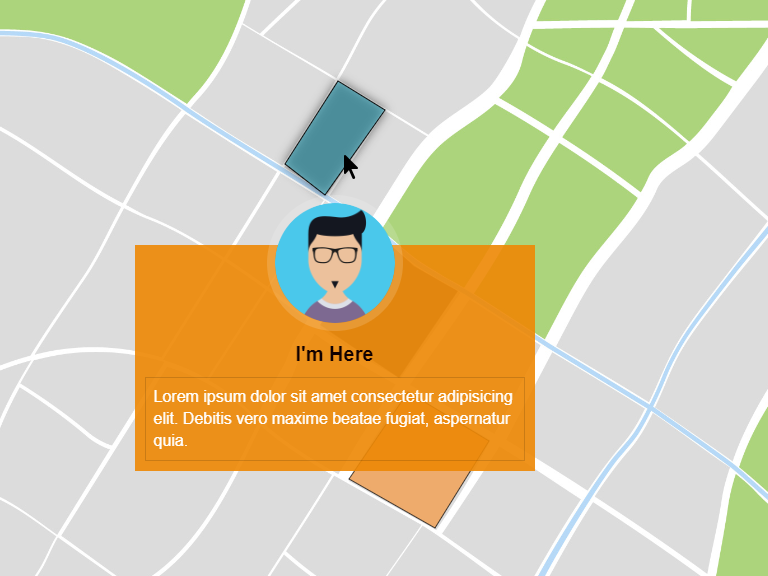 I'm Here
Lorem ipsum dolor sit amet consectetur adipisicing
elit. Debitis vero maxime beatae fugiat, aspernatur
quia.